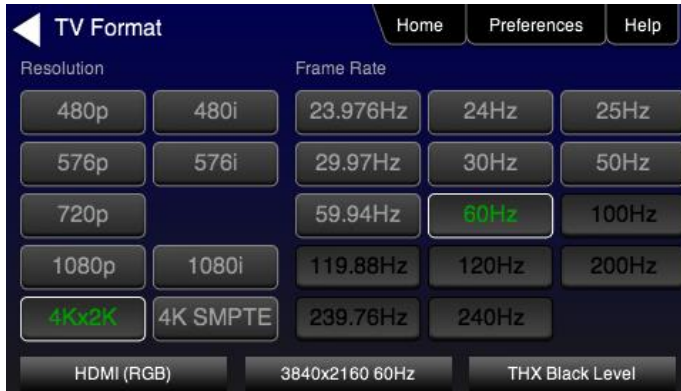 TV Format
Home
Preferences
Help
Resolution
Frame Rate
480p 480i 23.976Hz 24Hz 25Hz
576p 576i 29.97Hz 30Hz 50Hz
720p 59.94Hz 60Hz 100Hz
1080p 1080i 119.88Hz 120Hz 200Hz
4Kx2K 4K SMPTE 239.76Hz 240Hz
HDMI (RGB) 3840x2160 60Hz THX Black Level